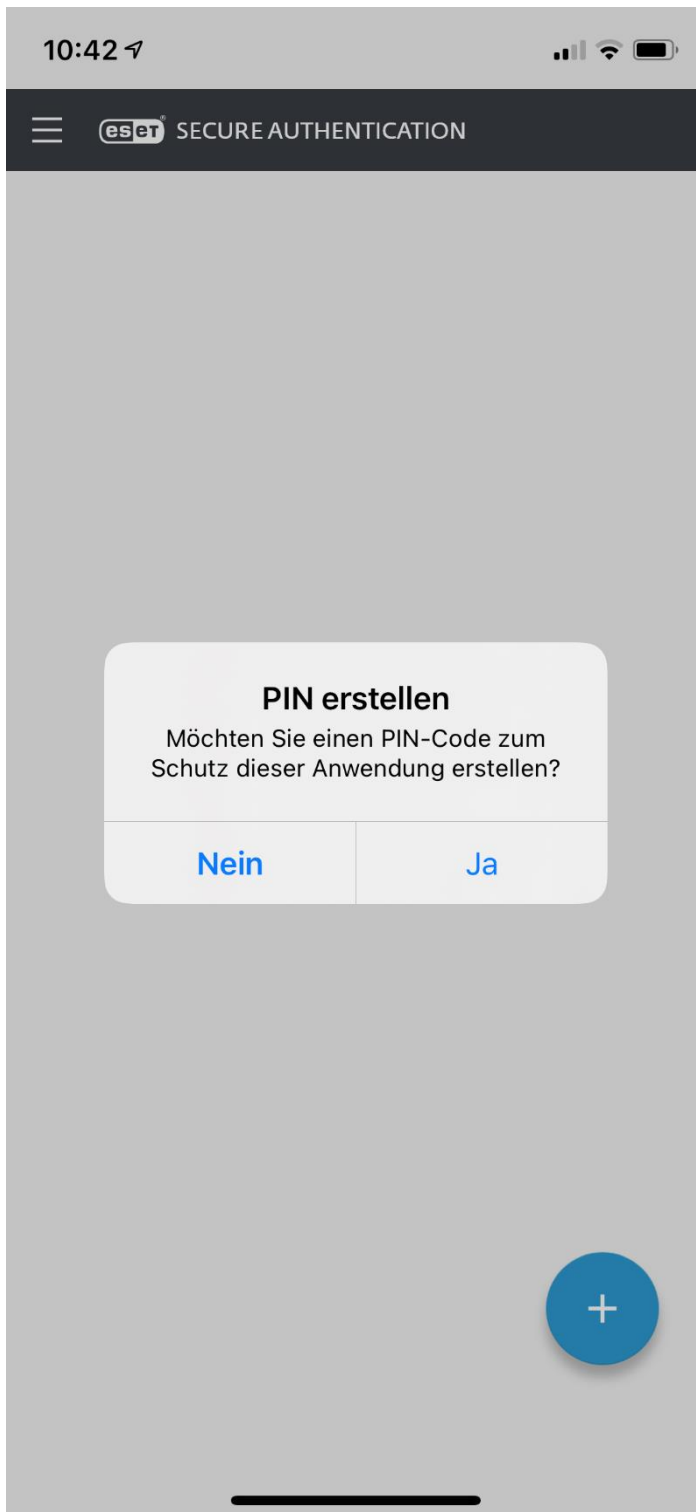 10:42
eset® SECURE AUTHENTICATION
PIN erstellen
Möchten Sie einen PIN-Code zum
Schutz dieser Anwendung erstellen?
Nein Ja
+